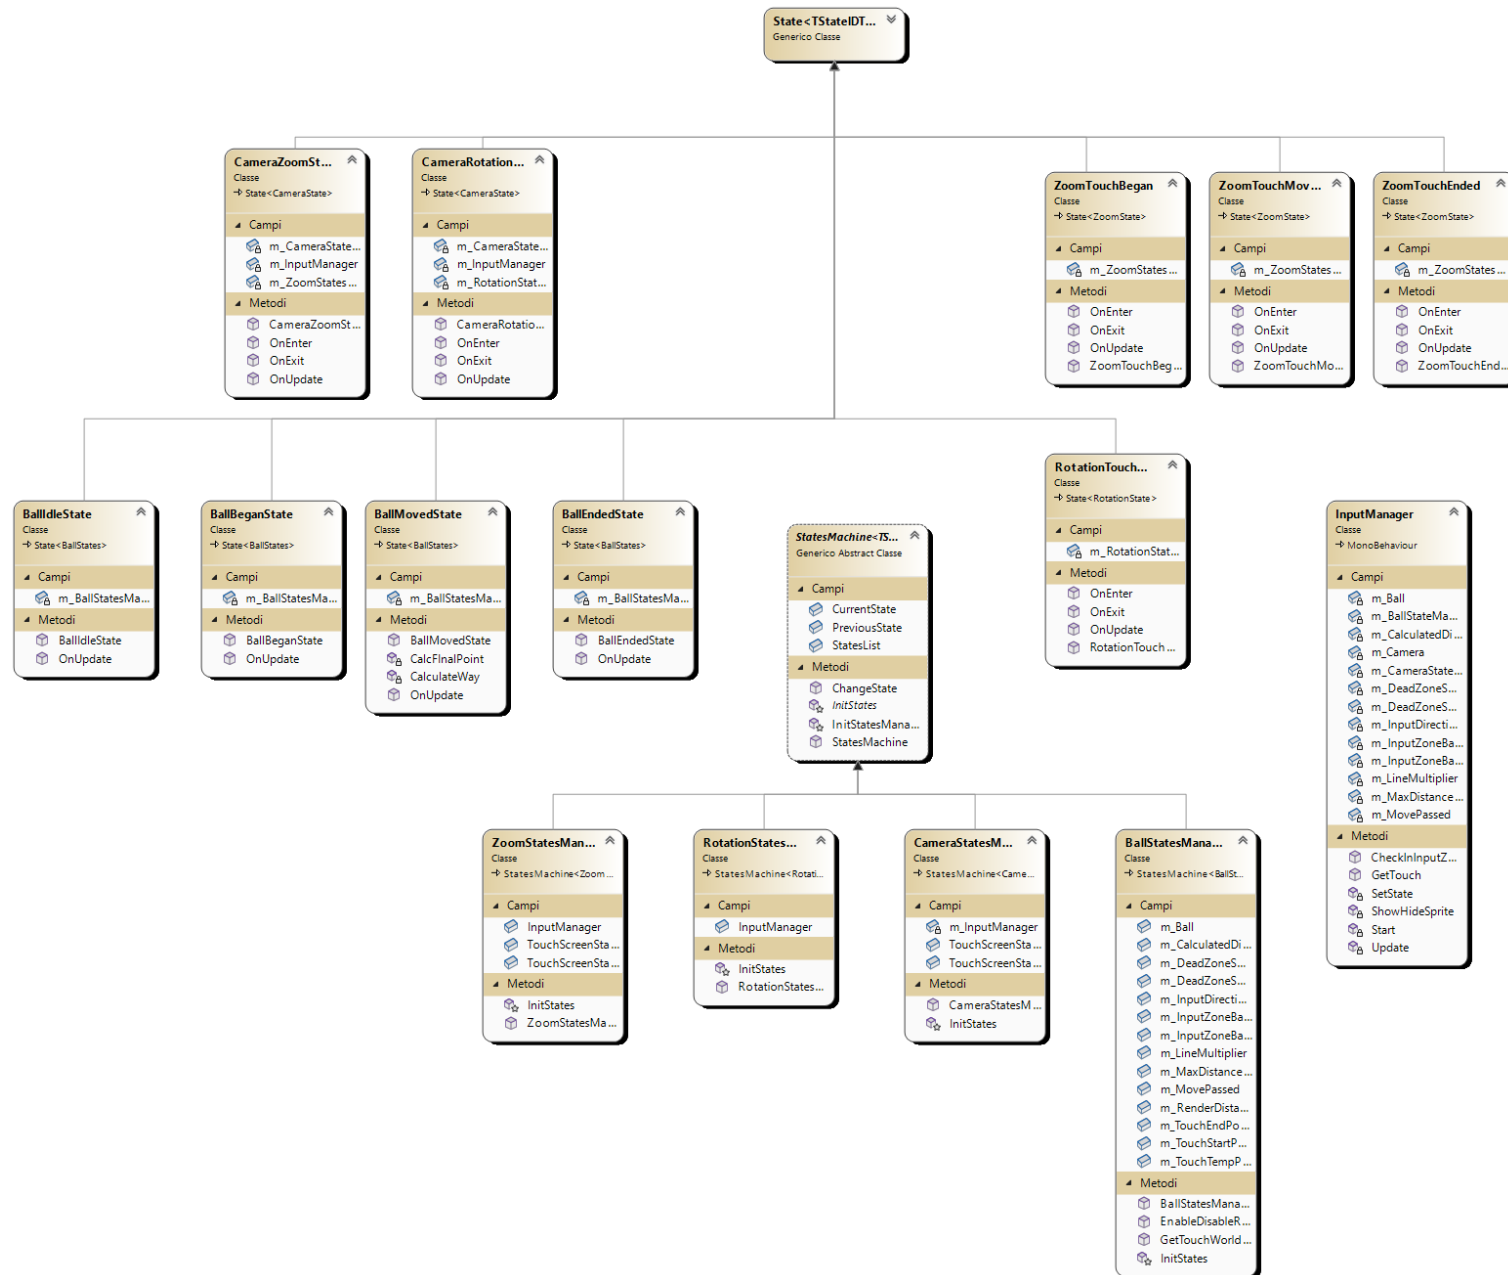 State<TStateIDT...
Generico Classe
CameraZoomSt...
Classe
State<CameraState>
Campi
m_CameraState...
m_InputManager
m_ZoomStates...
Metodi
CameraZoomSt...
OnEnter
OnExit
OnUpdate
CameraRotation...
Classe
State<CameraState>
Campi
m_CameraState...
m_InputManager
m_RotationStat...
Metodi
CameraRotatio...
OnEnter
OnExit
OnUpdate
ZoomTouchBegan
Classe
State<ZoomState>
Campi
m_ZoomStates...
Metodi
OnEnter
OnExit
OnUpdate
ZoomTouchBeg...
ZoomTouchMov...
Classe
State<ZoomState>
Campi
m_ZoomStates...
Metodi
OnEnter
OnExit
OnUpdate
ZoomTouchMo...
ZoomTouchEnded
Classe
State<ZoomState>
Campi
m_ZoomStates...
Metodi
OnEnter
OnExit
OnUpdate
ZoomTouchEnd...
BallIdleState
Classe
State<BallStates>
Campi
m_BallStatesMa...
Metodi
BallIdleState
OnUpdate
BallBeganState
Classe
State<BallStates>
Campi
m_BallStatesMa...
Metodi
BallBeganState
OnUpdate
BallMovedState
Classe
State<BallStates>
Campi
m_BallStatesMa...
Metodi
BallMovedState
CalcFInalPoint
CalculateWay
OnUpdate
BallEndedState
Classe
State<BallStates>
Campi
m_BallStatesMa...
Metodi
BallEndedState
OnUpdate
StatesMachine<TS...
Generico Abstract Classe
Campi
CurrentState
PreviousState
StatesList
Metodi
ChangeState
InitStates
InitStatesMana...
StatesMachine
RotationTouch...
Classe
State<RotationState>
Campi
m_RotationStat...
Metodi
OnEnter
OnExit
OnUpdate
RotationTouch...
InputManager
Classe
MonoBehaviour
Campi
m_Ball
m_BallStateMa...
m_CalculatedDi...
m_Camera
m_CameraState...
m_DeadZoneS...
m_DeadZoneS...
m_InputDirecti...
m_InputZoneBa...
m_InputZoneBa...
m_LineMultiplier
m_MaxDistance...
m_MovePassed
Metodi
CheckInInputZ...
GetTouch
SetState
ShowHideSprite
Start
Update
ZoomStatesMan...
Classe
StatesMachine<Zoom...
Campi
InputManager
TouchScreenSta...
TouchScreenSta...
Metodi
InitStates
ZoomStatesMa...
RotationStates...
Classe
StatesMachine<Rotati...
Campi
InputManager
Metodi
InitStates
RotationStates...
CameraStatesM...
Classe
StatesMachine<Came...
Campi
m_InputManager
TouchScreenSta...
TouchScreenSta...
Metodi
CameraStatesM...
InitStates
BallStatesMana...
Classe
StatesMachine<BallSt...
Campi
m_Ball
m_CalculatedDi...
m_DeadZoneS...
m_DeadZoneS...
m_InputDirecti...
m_InputZoneBa...
m_InputZoneBa...
m_LineMultiplier
m_MaxDistance...
m_MovePassed
m_RenderDista...
m_TouchEndPo...
m_TouchStartP...
m_TouchTempP...
Metodi
BallStatesMana...
EnableDisableR...
GetTouchWorld...
InitStates